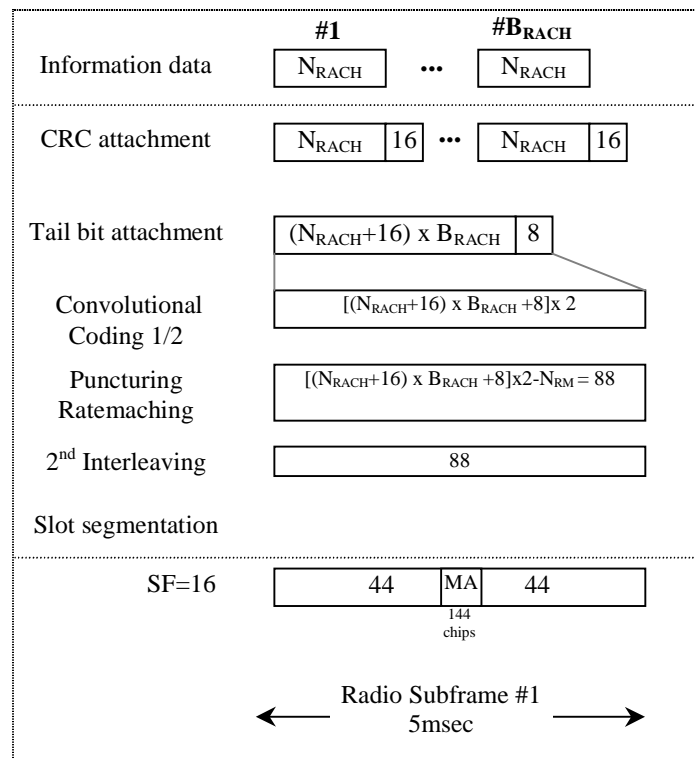 #1 #B_RACH
Information data N_RACH ••• N_RACH
CRC attachment N_RACH 16 ••• N_RACH 16
Tail bit attachment (N_RACH+16) x B_RACH 8
Convolutional
Coding 1/2
[(N_RACH+16) x B_RACH +8]x 2
Puncturing
Ratemaching
[(N_RACH+16) x B_RACH +8]x2-N_RM = 88
2nd Interleaving 88
Slot segmentation
SF=16 44 MA 44
144
chips
Radio Subframe #1
5msec